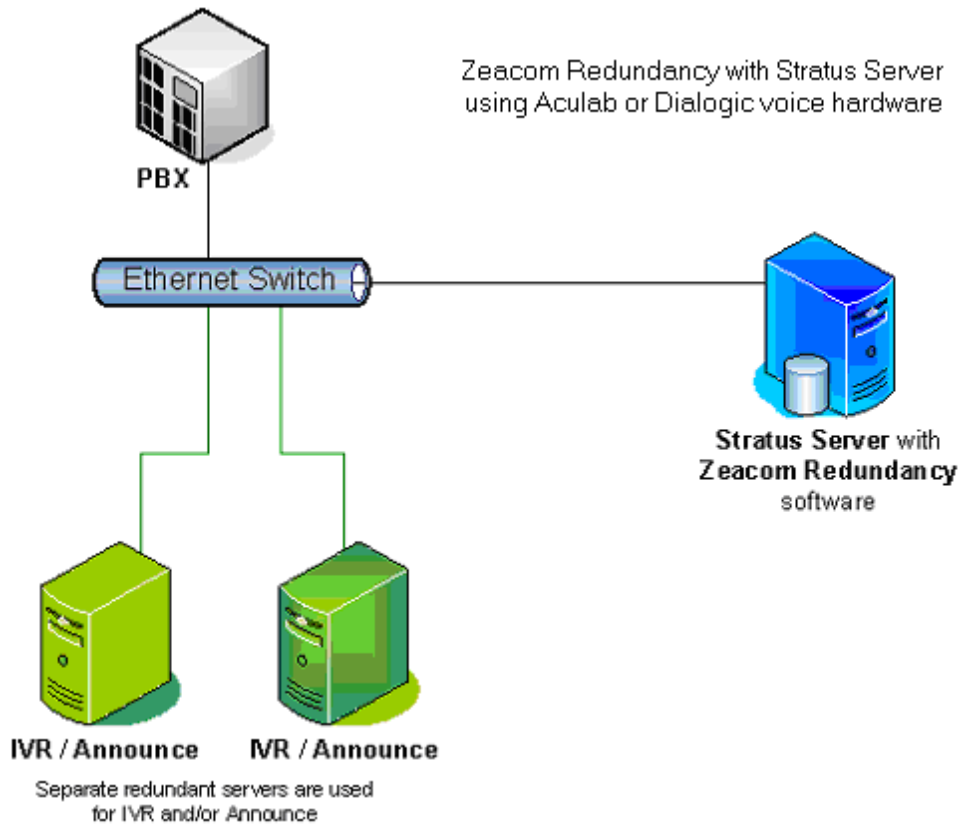 Zeacom Redundancy with Stratus Server
using Aculab or Dialogic voice hardware
PBX
Ethernet Switch
Stratus Server with
Zeacom Redundancy
software
IVR / Announce
IVR / Announce
Separate redundant servers are used
for IVR and/or Announce